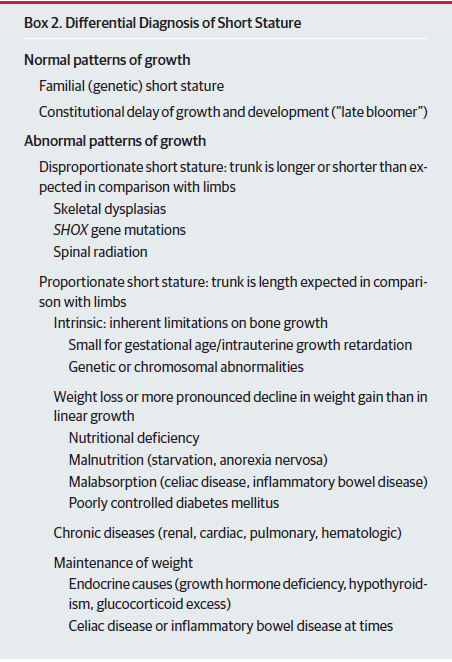 Box 2. Differential Diagnosis of Short Stature
Normal patterns of growth
Familial (genetic) short stature
Constitutional delay of growth and development (“late bloomer”)
Abnormal patterns of growth
Disproportionate short stature: trunk is longer or shorter than ex-
pected in comparison with limbs
Skeletal dysplasias
SHOX gene mutations
Spinal radiation
Proportionate short stature: trunk is length expected in compari-
son with limbs
Intrinsic: inherent limitations on bone growth
Small for gestational age/intrauterine growth retardation
Genetic or chromosomal abnormalities
Weight loss or more pronounced decline in weight gain than in
linear growth
Nutritional deficiency
Malnutrition (starvation, anorexia nervosa)
Malabsorption (celiac disease, inflammatory bowel disease)
Poorly controlled diabetes mellitus
Chronic diseases (renal, cardiac, pulmonary, hematologic)
Maintenance of weight
Endocrine causes (growth hormone deficiency, hypothyroid-
ism, glucocorticoid excess)
Celiac disease or inflammatory bowel disease at times